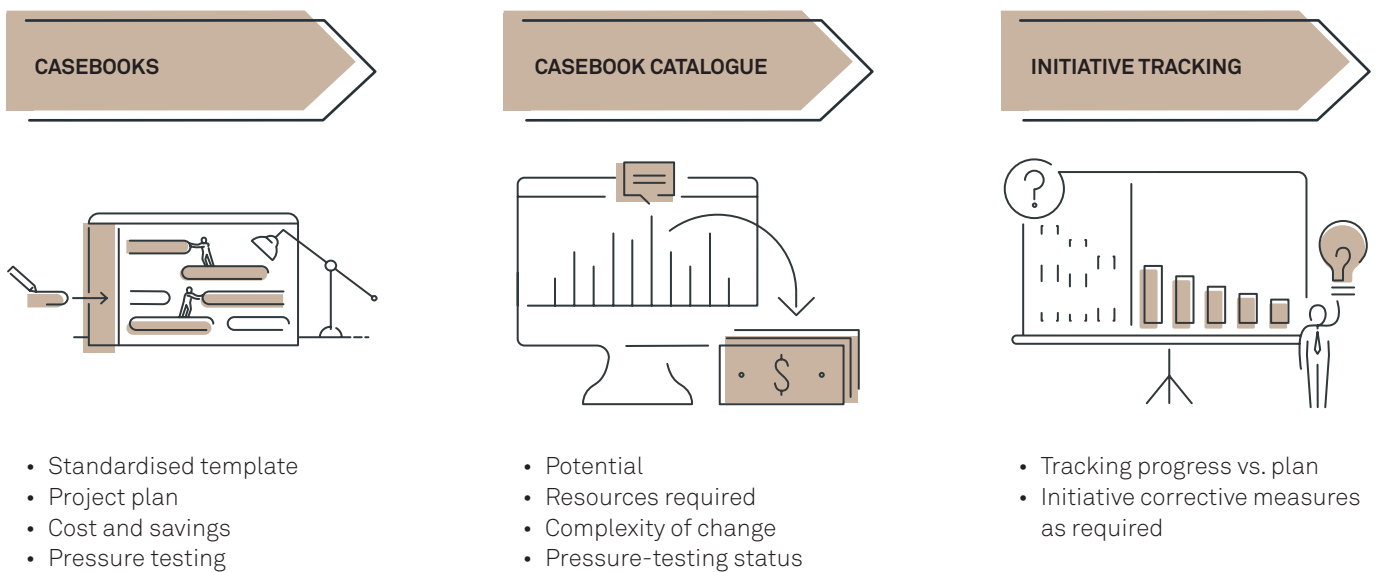 CASEBOOKS
CASEBOOK CATALOGUE
INITIATIVE TRACKING
?
?
$
• Standardised template
• Project plan
• Cost and savings
• Pressure testing
• Potential
• Resources required
• Complexity of change
• Pressure-testing status
• Tracking progress vs. plan
• Initiative corrective measures
as required